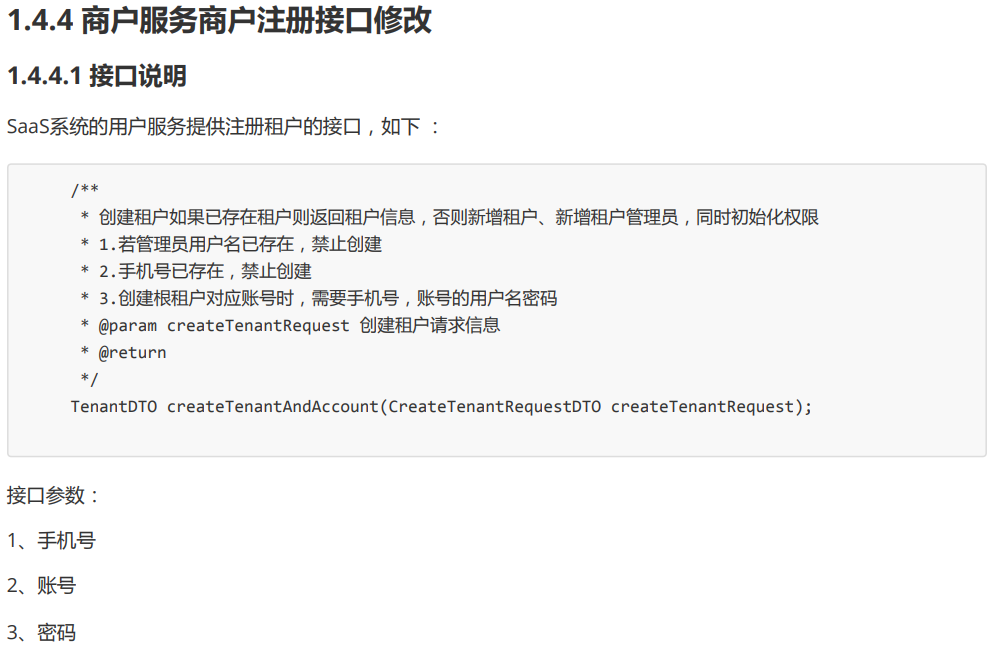 1.4.4 商户服务商户注册接口修改
1.4.4.1 接口说明
SaaS系统的用户服务提供注册租户的接口，如下 ：
/**
 * 创建租户如果已存在租户则返回租户信息，否则新增租户、新增租户管理员，同时初始化权限
 * 1.若管理员用户名已存在，禁止创建
 * 2.手机号已存在，禁止创建
 * 3.创建根租户对应账号时，需要手机号，账号的用户名密码
 * @param createTenantRequest 创建租户请求信息
 * @return
 */
TenantDTO createTenantAndAccount(CreateTenantRequestDTO createTenantRequest);
接口参数：
1、手机号
2、账号
3、密码